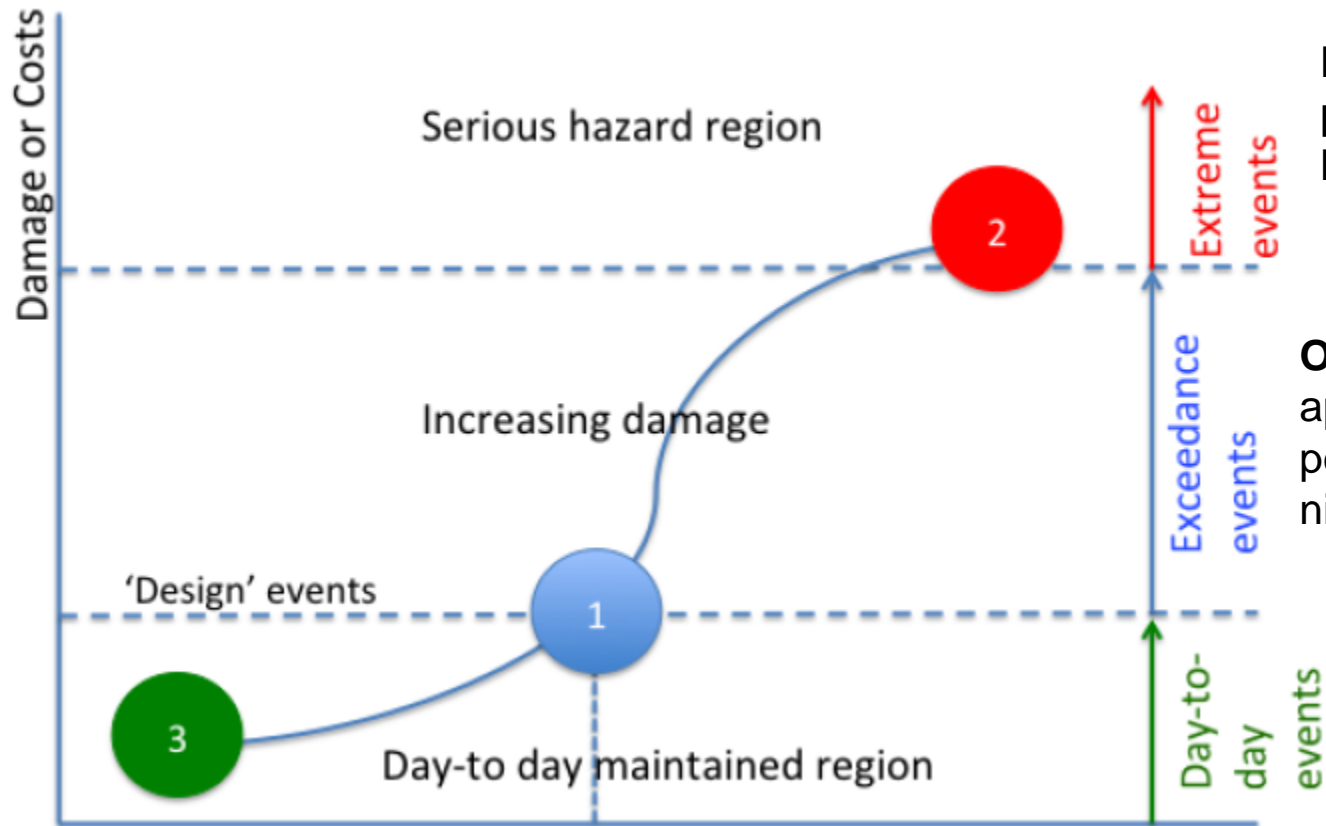 Damage or Costs
Serious hazard region
2
Extreme
events
Increasing damage
Exceedance
events
'Design' events
1
3
Day-to day maintained region
Day-to-
day
events